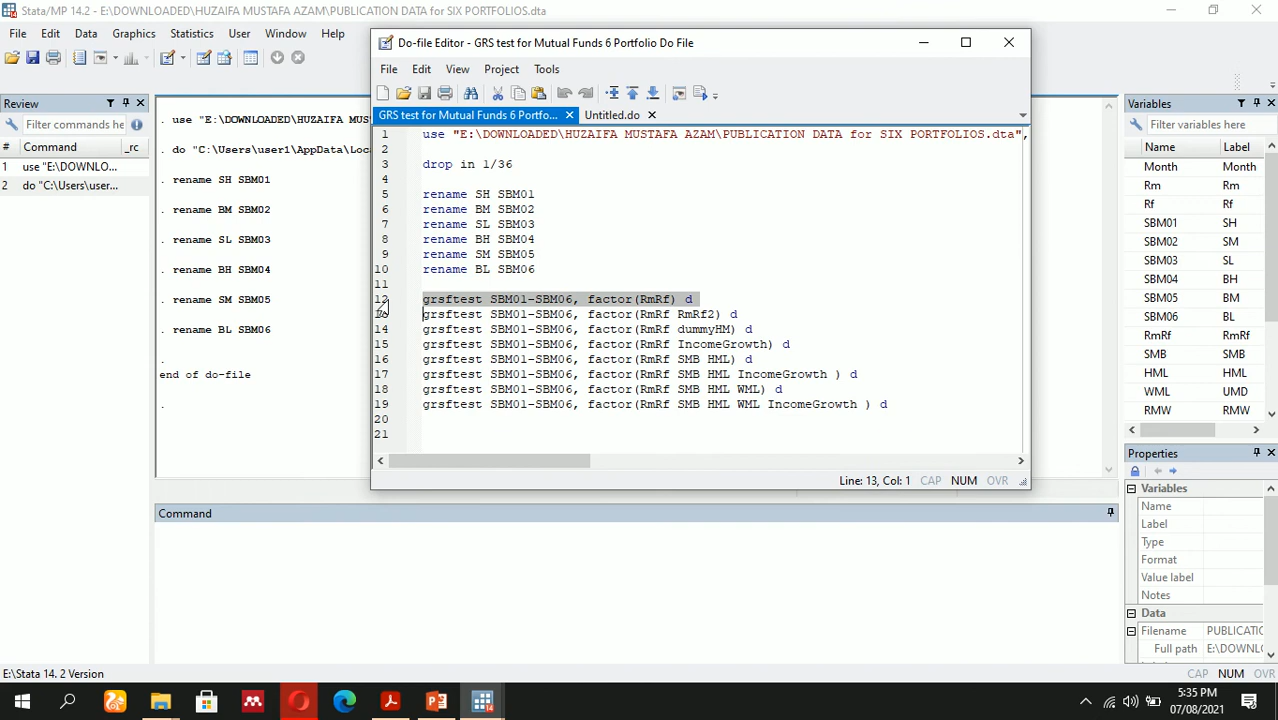 Stata/MP 14.2 - E:\DOWNLOADED\HUZAIFA MUSTAFA AZAM\PUBLICATION DATA for SIX PORTFOLIOS.dta
File Edit Data Graphics Statistics User Window Help
Review
Filter commands he
# Command _rc
1 use "E:\DOWNLO...
2 do "C:\Users\user...
. use "E:\DOWNLOADED\HUZAIFA MUS
. do "C:\Users\user1\AppData\Loca
. rename SH SBM01
. rename BM SBM02
. rename SL SBM03
. rename BH SBM04
. rename SM SBM05
. rename BL SBM06
.
end of do-file
.
Do-file Editor - GRS test for Mutual Funds 6 Portfolio Do File
File Edit View Project Tools
GRS test for Mutual Funds 6 Portfo... Untitled.do
1 use "E:\DOWNLOADED\HUZAIFA MUSTAFA AZAM\PUBLICATION DATA for SIX PORTFOLIOS.dta",
2
3 drop in 1/36
4
5 rename SH SBM01
6 rename BM SBM02
7 rename SL SBM03
8 rename BH SBM04
9 rename SM SBM05
10 rename BL SBM06
11
12 grsftest SBM01-SBM06, factor(RmRf) d
13 grsftest SBM01-SBM06, factor(RmRf RmRf2) d
14 grsftest SBM01-SBM06, factor(RmRf dummyHM) d
15 grsftest SBM01-SBM06, factor(RmRf IncomeGrowth) d
16 grsftest SBM01-SBM06, factor(RmRf SMB HML) d
17 grsftest SBM01-SBM06, factor(RmRf SMB HML IncomeGrowth ) d
18 grsftest SBM01-SBM06, factor(RmRf SMB HML WML) d
19 grsftest SBM01-SBM06, factor(RmRf SMB HML WML IncomeGrowth ) d
20
21
Line: 13, Col: 1 CAP NUM OVR
Command
Variables
Filter variables here
Name Label
Month Month
Rm Rm
Rf Rf
SBM01 SH
SBM02 SM
SBM03 SL
SBM04 BH
SBM05 BM
SBM06 BL
RmRf RmRf
SMB SMB
HML HML
WML UMD
RMW RMW
Properties
Variables
Name
Label
Type
Format
Value label
Notes
Data
Filename PUBLICATIO
Full path E:\DOWNLO
E:\Stata 14. 2 Version
CAP NUM OVR
14
5:35 PM
07/08/2021